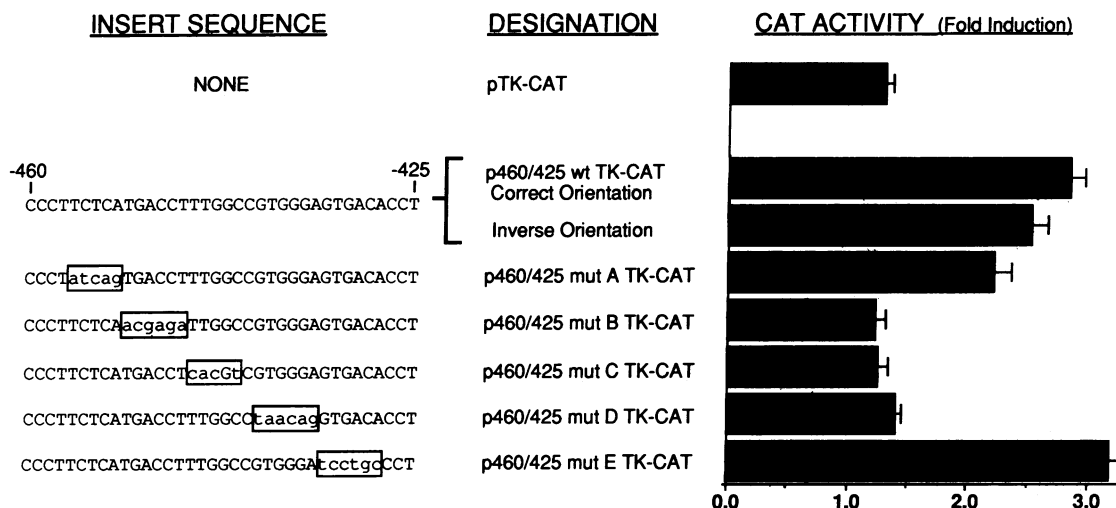 INSERT SEQUENCE DESIGNATION CAT ACTIVITY (Fold Induction)
NONE pTK-CAT
-460 -425
p460/425 wt TK-CAT
Correct Orientation
CCCTTCTCATGACCTTTGGCCGTGGGAGTGACACCT
Inverse Orientation
CCCTatcagTGACCTTTGGCCGTGGGAGTGACACCT p460/425 mut A TK-CAT
CCCTTCTCAacgagaTTGGCCGTGGGAGTGACACCT p460/425 mut B TK-CAT
CCCTTCTCATGACCTcacGtCGTGGGAGTGACACCT p460/425 mut C TK-CAT
CCCTTCTCATGACCTTTGGCCtaacagGTGACACCT p460/425 mut D TK-CAT
CCCTTCTCATGACCTTTGGCCGTGGGAtcctgcCCT p460/425 mut E TK-CAT
0.0 1.0 2.0 3.0